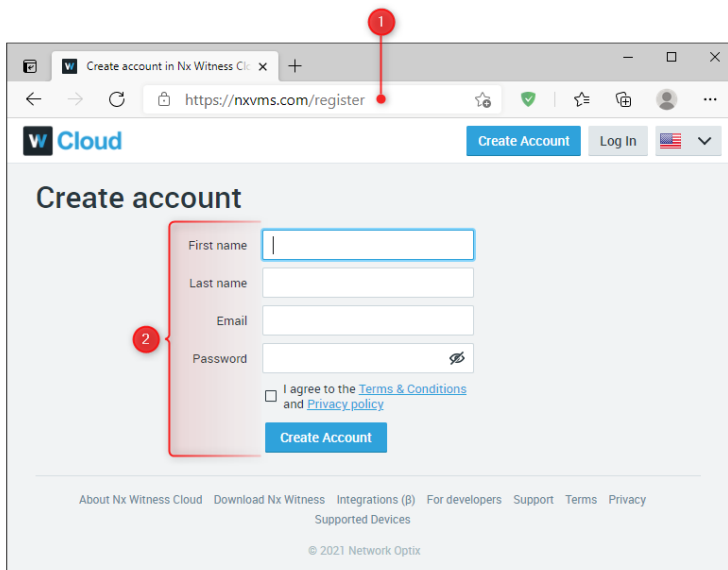 1
Create account in Nx Witness Clo
https://nxvms.com/register
W Cloud
Create Account
Log In
Create account
First name
Last name
2
Email
Password
I agree to the Terms & Conditions
and Privacy policy
Create Account
About Nx Witness Cloud Download Nx Witness Integrations (β) For developers Support Terms Privacy
Supported Devices
© 2021 Network Optix